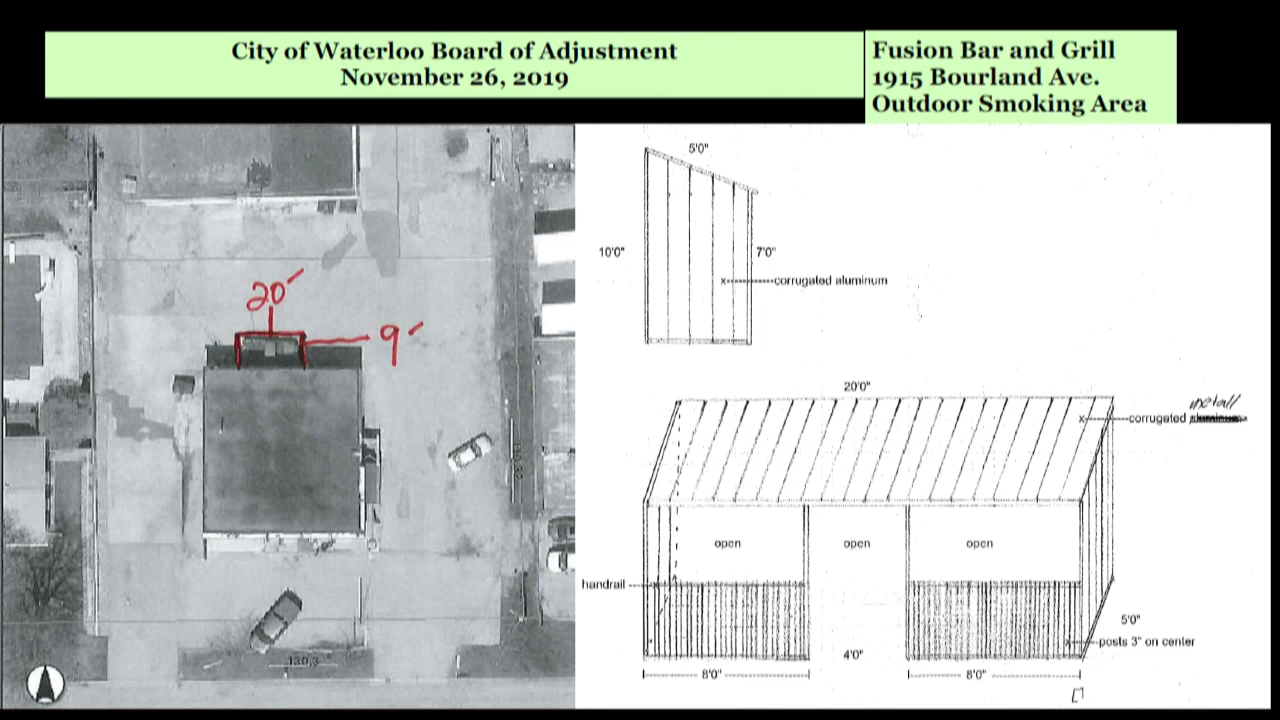 City of Waterloo Board of Adjustment
November 26, 2019
Fusion Bar and Grill
1915 Bourland Ave.
Outdoor Smoking Area
20'
9'
130.3
5'0"
10'0"
7'0"
x corrugated aluminum
20'0"
metall
x corrugated aluminum
open
open
open
handrail
5'0"
x posts 3" on center
4'0"
8'0"
8'0"